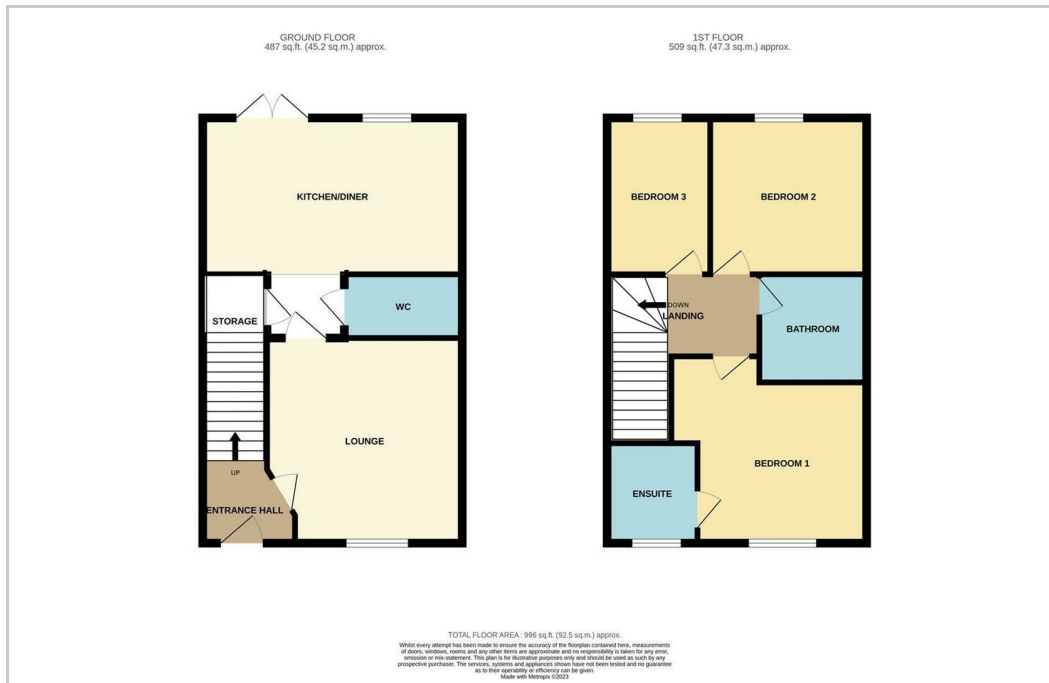 GROUND FLOOR
487 sq.ft. (45.2 sq.m.) approx.
KITCHEN/DINER
STORAGE
WC
LOUNGE
UP
ENTRANCE HALL
1ST FLOOR
509 sq.ft. (47.3 sq.m.) approx.
BEDROOM 3
BEDROOM 2
DOWN
LANDING
BATHROOM
BEDROOM 1
ENSUITE
TOTAL FLOOR AREA : 996 sq.ft. (92.5 sq.m.) approx.
Whilst every attempt has been made to ensure the accuracy of the floorplan contained here, measurements
of doors, windows, rooms and any other items are approximate and no responsibility is taken for any error,
omission or mis-statement. This plan is for illustrative purposes only and should be used as such by any
prospective purchaser. The services, systems and appliances shown have not been tested and no guarantee
as to their operability or efficiency can be given.
Made with Metropix ©2023